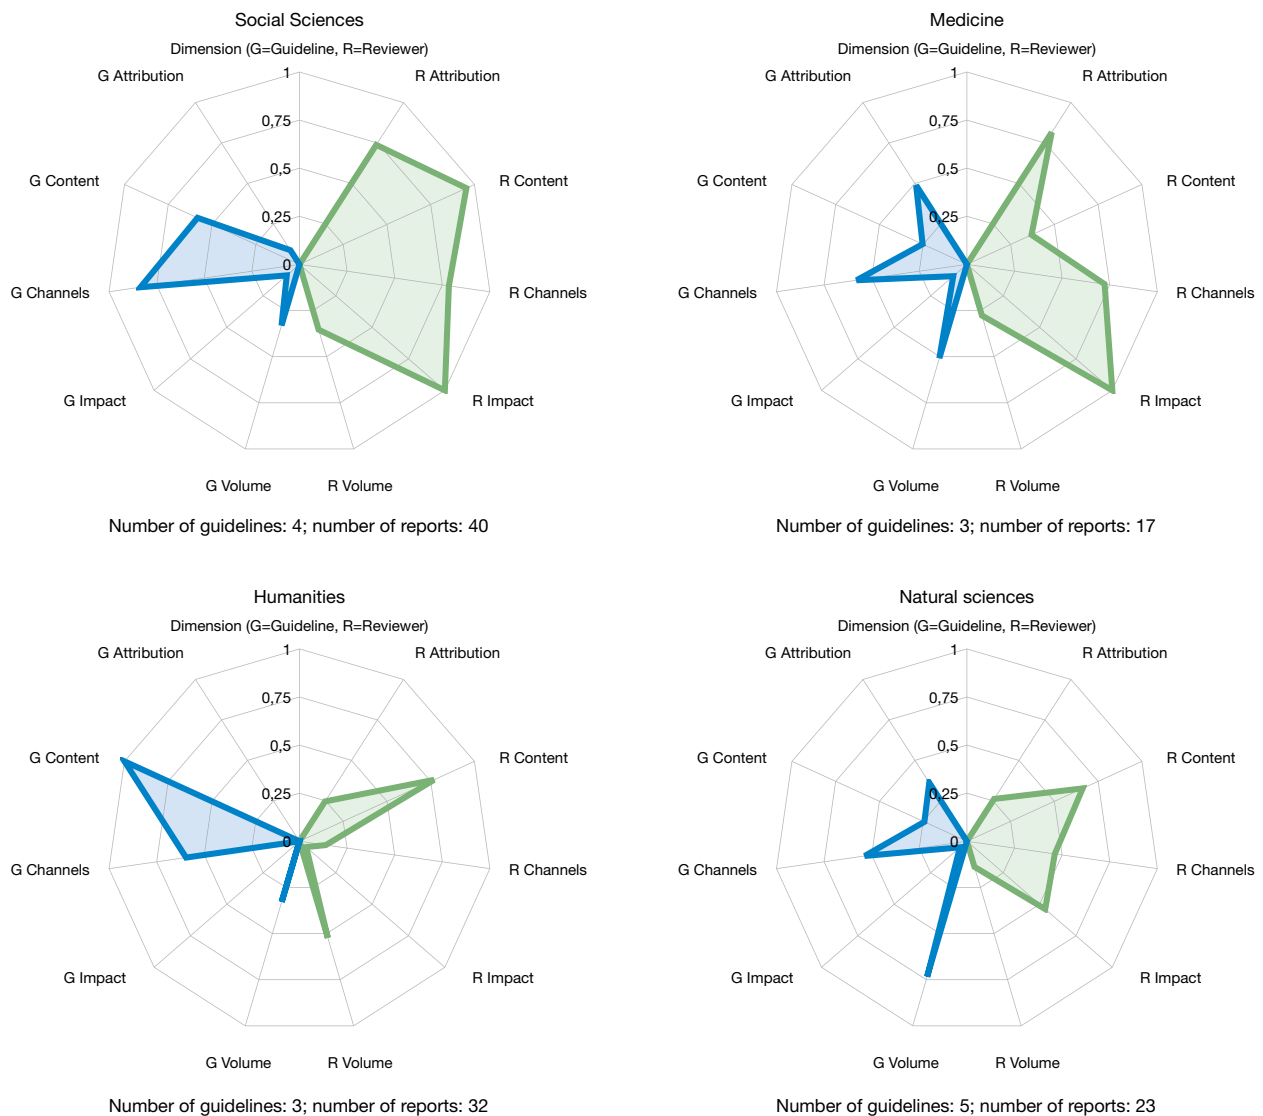 Social Sciences
Dimension (G=Guideline, R=Reviewer)
G Attribution
1
R Attribution
0,75
0,5
G Content
R Content
0,25
0
G Channels
R Channels
G Impact
R Impact
G Volume
R Volume
Number of guidelines: 4; number of reports: 40
Medicine
Dimension (G=Guideline, R=Reviewer)
G Attribution
1
R Attribution
0,75
0,5
G Content
R Content
0,25
0
G Channels
R Channels
G Impact
R Impact
G Volume
R Volume
Number of guidelines: 3; number of reports: 17
Humanities
Dimension (G=Guideline, R=Reviewer)
G Attribution
1
R Attribution
0,75
0,5
G Content
R Content
0,25
0
G Channels
R Channels
G Impact
R Impact
G Volume
R Volume
Number of guidelines: 3; number of reports: 32
Natural sciences
Dimension (G=Guideline, R=Reviewer)
G Attribution
1
R Attribution
0,75
0,5
G Content
R Content
0,25
0
G Channels
R Channels
G Impact
R Impact
G Volume
R Volume
Number of guidelines: 5; number of reports: 23